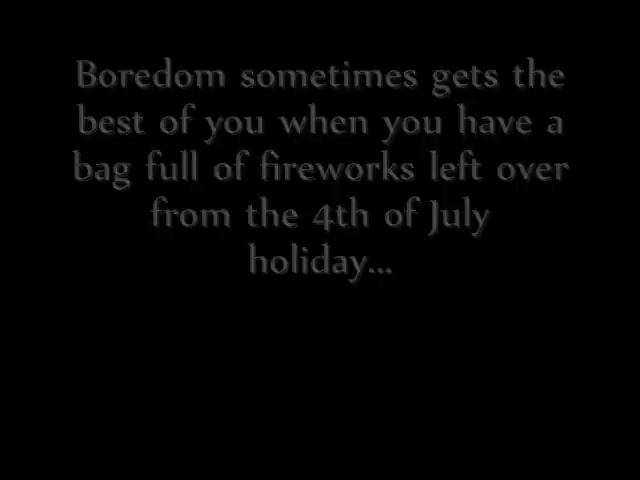 Boredom sometimes gets the
best of you when you have a
bag full of fireworks left over
from the 4th of July
holiday...